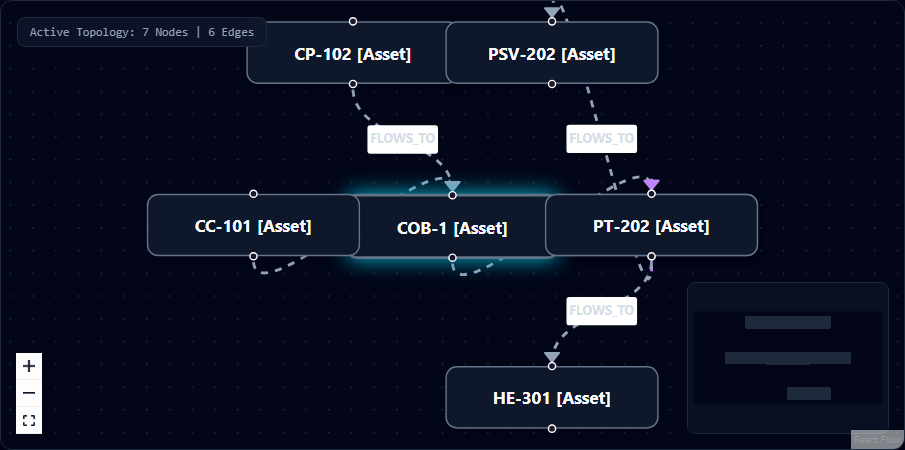 Active Topology: 7 Nodes | 6 Edges
CP-102 [Asset]
PSV-202 [Asset]
FLOWS_TO
FLOWS_TO
CC-101 [Asset]
COB-1 [Asset]
PT-202 [Asset]
FLOWS_TO
HE-301 [Asset]
React Flow